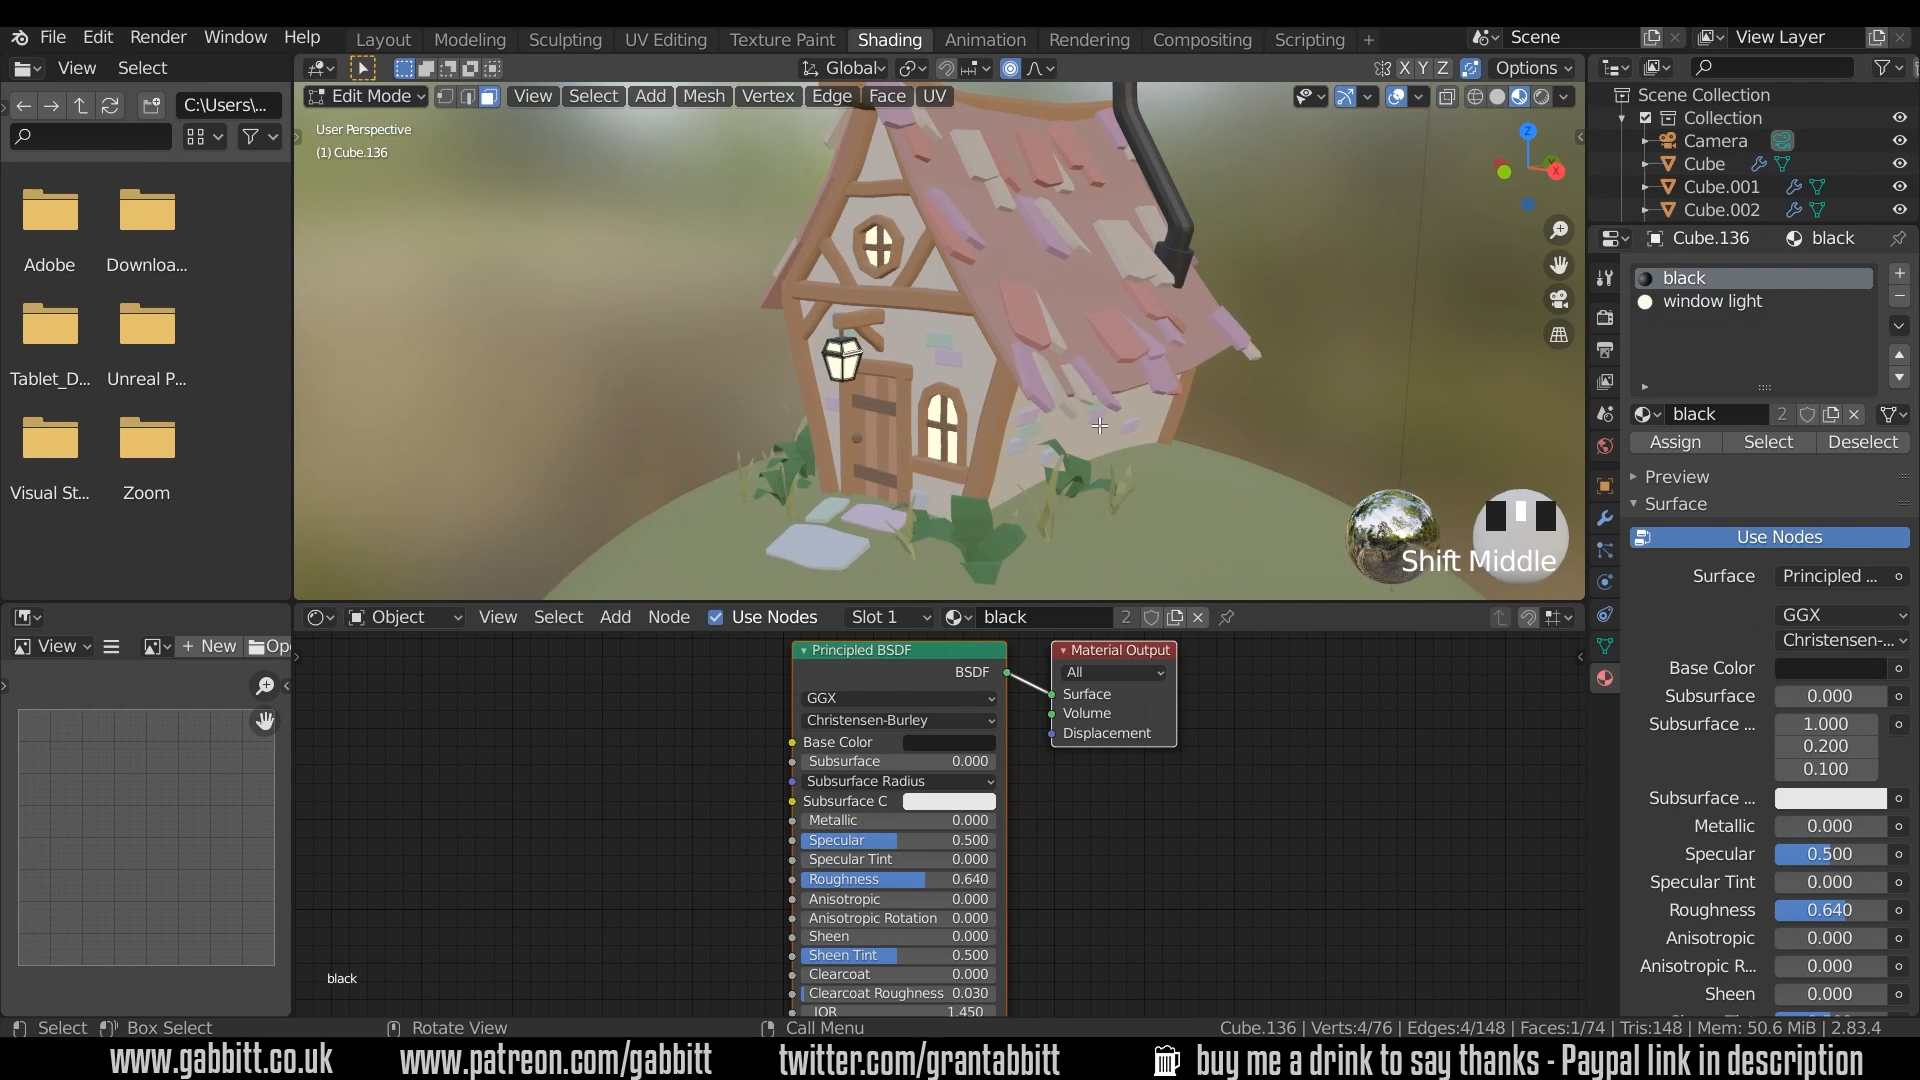 File Edit Render Window Help Layout Modeling Sculpting UV Editing Texture Paint Shading Animation Rendering Compositing Scripting + Scene View Layer
View Select Global X Y Z Options
C:\Users\... Edit Mode View Select Add Mesh Vertex Edge Face UV Scene Collection
Collection
Camera
Cube
Cube.001
Cube.002
User Perspective
(1) Cube.136
Z
X
Adobe Downloa...
Tablet_D... Unreal P...
Visual St... Zoom
Shift Middle
Cube.136 black
black
window light
black 2
Assign Select Deselect
Preview
Surface
Use Nodes
Surface Principled ...
GGX
Christensen-...
Base Color
Subsurface 0.000
Subsurface ... 1.000
0.200
0.100
Subsurface ...
Metallic 0.000
Specular 0.500
Specular Tint 0.000
Roughness 0.640
Anisotropic 0.000
Anisotropic R... 0.000
Sheen 0.000
View + New Op
Object View Select Add Node Use Nodes Slot 1 black 2
Principled BSDF
BSDF
GGX
Christensen-Burley
Base Color
Subsurface 0.000
Subsurface Radius
Subsurface C
Metallic 0.000
Specular 0.500
Specular Tint 0.000
Roughness 0.640
Anisotropic 0.000
Anisotropic Rotation 0.000
Sheen 0.000
Sheen Tint 0.500
Clearcoat 0.000
Clearcoat Roughness 0.030
IOR 1.450
Material Output
All
Surface
Volume
Displacement
black
Select Box Select Rotate View Call Menu Cube.136 | Verts:4/76 | Edges:4/148 | Faces:1/74 | Tris:148 | Mem: 50.6 MiB | 2.83.4
www.gabbitt.co.uk www.patreon.com/gabbitt twitter.com/grantabbitt buy me a drink to say thanks - Paypal link in description